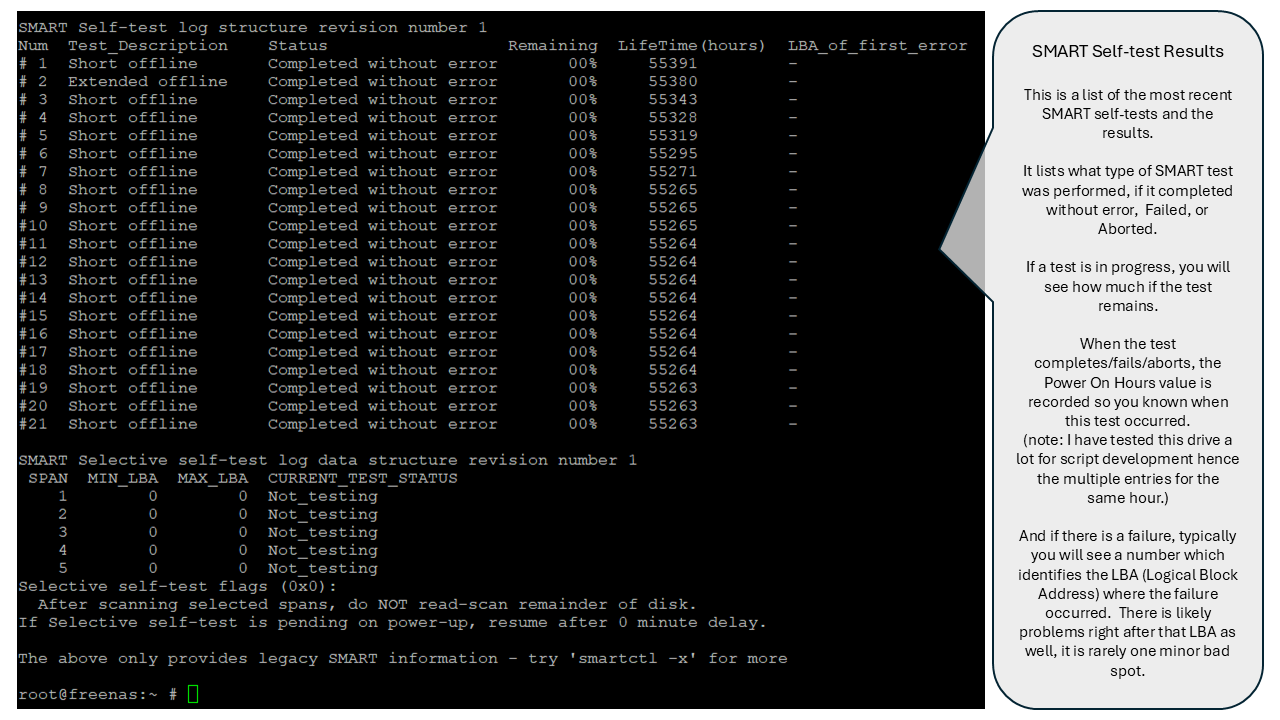 SMART Self-test log structure revision number 1
Num  Test_Description    Status                  Remaining  LifeTime(hours)  LBA_of_first_error
# 1  Short offline       Completed without error       00%     55391         -
# 2  Extended offline    Completed without error       00%     55380         -
# 3  Short offline       Completed without error       00%     55343         -
# 4  Short offline       Completed without error       00%     55328         -
# 5  Short offline       Completed without error       00%     55319         -
# 6  Short offline       Completed without error       00%     55295         -
# 7  Short offline       Completed without error       00%     55271         -
# 8  Short offline       Completed without error       00%     55265         -
# 9  Short offline       Completed without error       00%     55265         -
#10  Short offline       Completed without error       00%     55265         -
#11  Short offline       Completed without error       00%     55264         -
#12  Short offline       Completed without error       00%     55264         -
#13  Short offline       Completed without error       00%     55264         -
#14  Short offline       Completed without error       00%     55264         -
#15  Short offline       Completed without error       00%     55264         -
#16  Short offline       Completed without error       00%     55264         -
#17  Short offline       Completed without error       00%     55264         -
#18  Short offline       Completed without error       00%     55264         -
#19  Short offline       Completed without error       00%     55263         -
#20  Short offline       Completed without error       00%     55263         -
#21  Short offline       Completed without error       00%     55263         -
SMART Selective self-test log data structure revision number 1
 SPAN  MIN_LBA  MAX_LBA  CURRENT_TEST_STATUS
    1        0        0  Not_testing
    2        0        0  Not_testing
    3        0        0  Not_testing
    4        0        0  Not_testing
    5        0        0  Not_testing
Selective self-test flags (0x0):
  After scanning selected spans, do NOT read-scan remainder of disk.
If Selective self-test is pending on power-up, resume after 0 minute delay.
The above only provides legacy SMART information - try 'smartctl -x' for more
root@freenas:~ #
SMART Self-test Results
This is a list of the most recent
SMART self-tests and the
results.
It lists what type of SMART test
was performed, if it completed
without error,  Failed, or
Aborted.
If a test is in progress, you will
see how much if the test
remains.
When the test
completes/fails/aborts, the
Power On Hours value is
recorded so you known when
this test occurred.
(note: I have tested this drive a
lot for script development hence
the multiple entries for the
same hour.)
And if there is a failure, typically
you will see a number which
identifies the LBA (Logical Block
Address) where the failure
occurred.  There is likely
problems right after that LBA as
well, it is rarely one minor bad
spot.